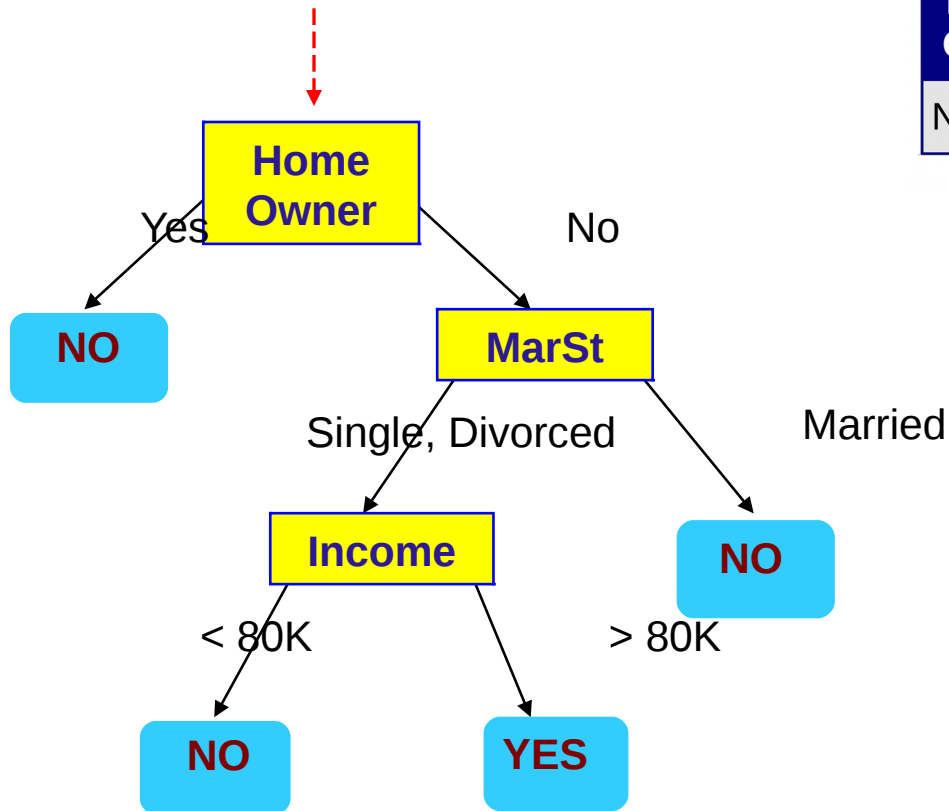 Home
Owner
Yes
No
NO
MarSt
Single, Divorced
Married
Income
NO
< 80K
> 80K
NO
YES